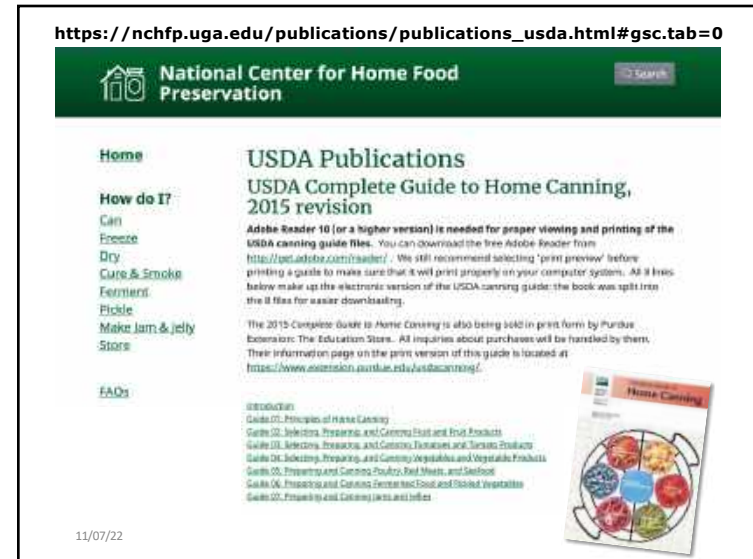 https://nchfp.uga.edu/publications/publications_usda.html#gsc.tab=0
National Center for Home Food
Preservation
Search
Home
How do I?
Can
Freeze
Dry
Cure & Smoke
Ferment
Pickle
Make Jam & Jelly
Store
FAQs
USDA Publications
USDA Complete Guide to Home Canning,
2015 revision
Adobe Reader 10 (or a higher version) is needed for proper viewing and printing of the
USDA canning guide files. You can download the free Adobe Reader from
http://get.adobe.com/reader/ . We still recommend selecting 'print preview' before
printing a guide to make sure that it will print properly on your computer system. All 8 links
below make up the electronic version of the USDA canning guide: the book was split into
the 8 files for easier downloading.
The 2015 Complete Guide to Home Canning is also being sold in print form by Purdue
Extension: The Education Store. All inquiries about purchases will be handled by them.
Their information page on the print version of this guide is located at
https://www.extension.purdue.edu/usdacanning/.
Introduction
Guide 01: Principles of Home Canning
Guide 02: Selecting, Preparing, and Canning Fruit and Fruit Products
Guide 03: Selecting, Preparing, and Canning Tomatoes and Tomato Products
Guide 04: Selecting, Preparing, and Canning Vegetables and Vegetable Products
Guide 05: Preparing and Canning Poultry, Red Meats, and Seafood
Guide 06: Preparing and Canning Fermented Food and Pickled Vegetables
Guide 07: Preparing and Canning Jams and Jellies
Home Canning
11/07/22